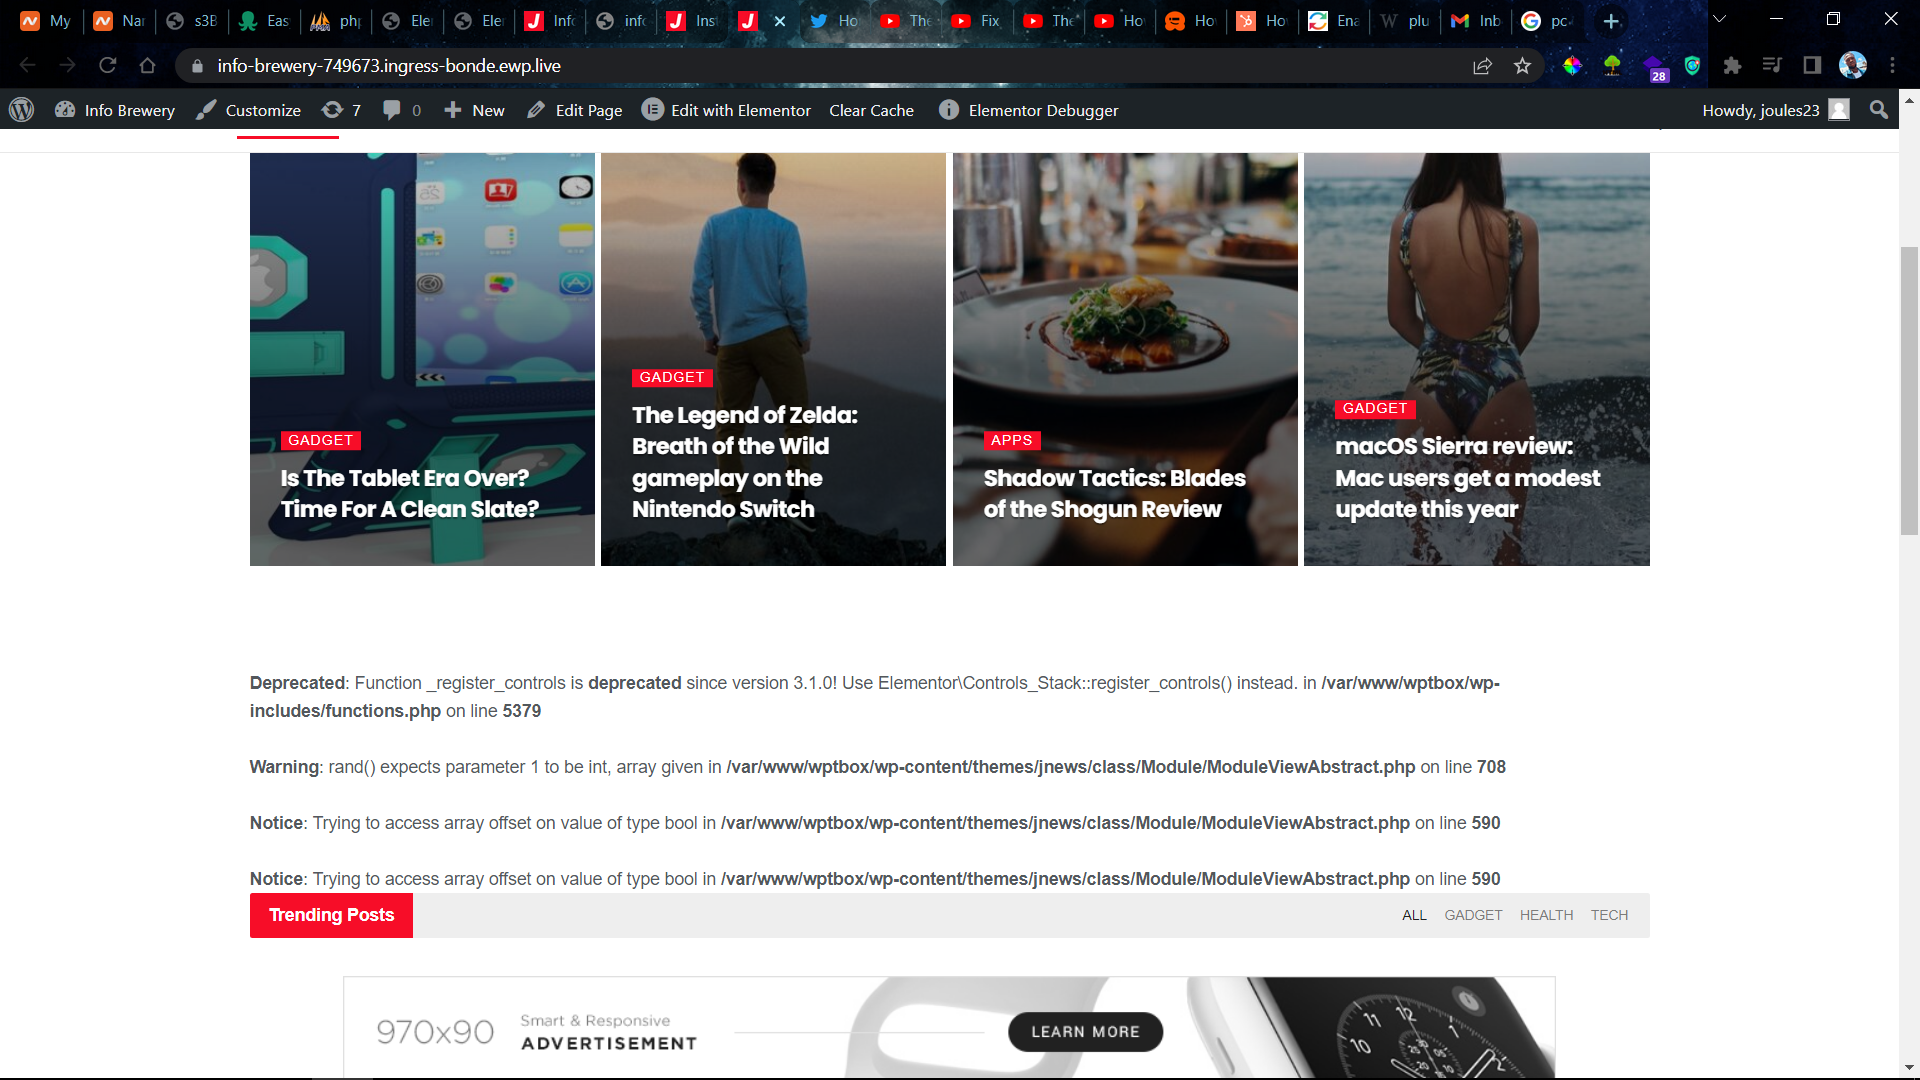 My
Nar
s3B
Eas
php
Eler
Eler
Info
info
Inst
Ho
The
Fix
The
Ho
Ho
Ho
Ena
plu
Inb
pc-
info-brewery-749673.ingress-bonde.ewp.live
28
Info Brewery Customize 7 0 New Edit Page Edit with Elementor Clear Cache Elementor Debugger Howdy, joules23
GADGET
Is The Tablet Era Over?
Time For A Clean Slate?
GADGET
The Legend of Zelda:
Breath of the Wild
gameplay on the
Nintendo Switch
APPS
Shadow Tactics: Blades
of the Shogun Review
GADGET
macOS Sierra review:
Mac users get a modest
update this year
Deprecated: Function _register_controls is deprecated since version 3.1.0! Use Elementor\Controls_Stack::register_controls() instead. in /var/www/wptbox/wp-
includes/functions.php on line 5379
Warning: rand() expects parameter 1 to be int, array given in /var/www/wptbox/wp-content/themes/jnews/class/Module/ModuleViewAbstract.php on line 708
Notice: Trying to access array offset on value of type bool in /var/www/wptbox/wp-content/themes/jnews/class/Module/ModuleViewAbstract.php on line 590
Notice: Trying to access array offset on value of type bool in /var/www/wptbox/wp-content/themes/jnews/class/Module/ModuleViewAbstract.php on line 590
Trending Posts ALL GADGET HEALTH TECH
970x90
Smart & Responsive
ADVERTISEMENT
LEARN MORE
11 12 1
10